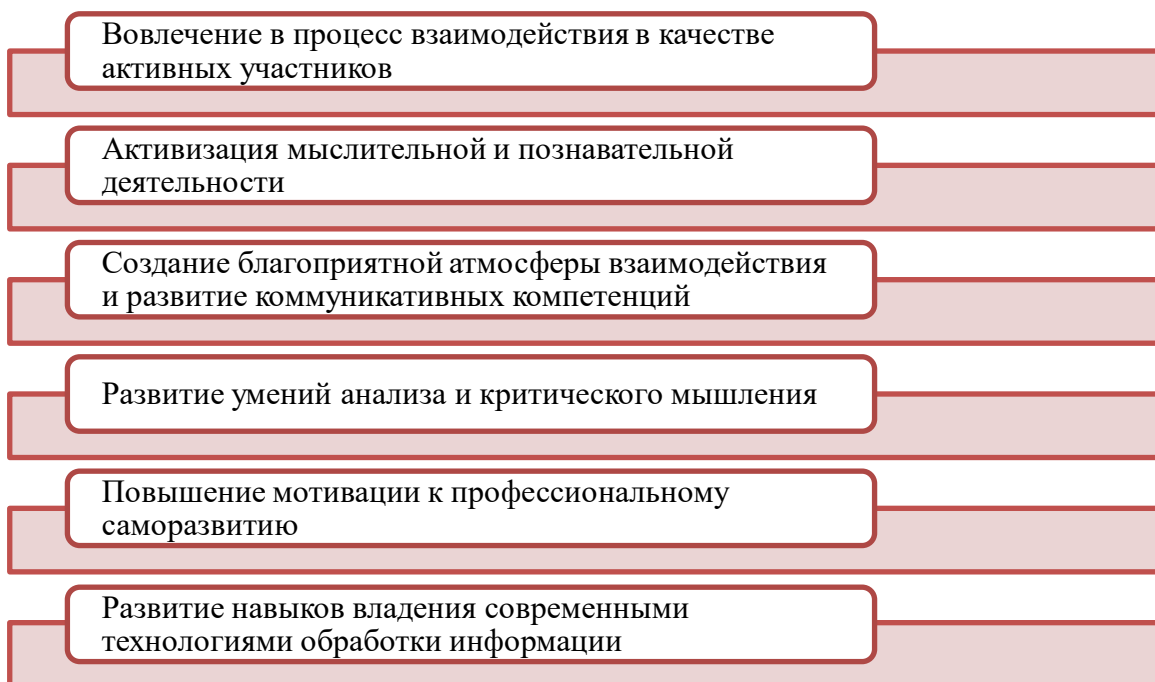 Вовлечение в процесс взаимодействия в качестве
активных участников
Активизация мыслительной и познавательной
деятельности
Создание благоприятной атмосферы взаимодействия
и развитие коммуникативных компетенций
Развитие умений анализа и критического мышления
Повышение мотивации к профессиональному
саморазвитию
Развитие навыков владения современными
технологиями обработки информации